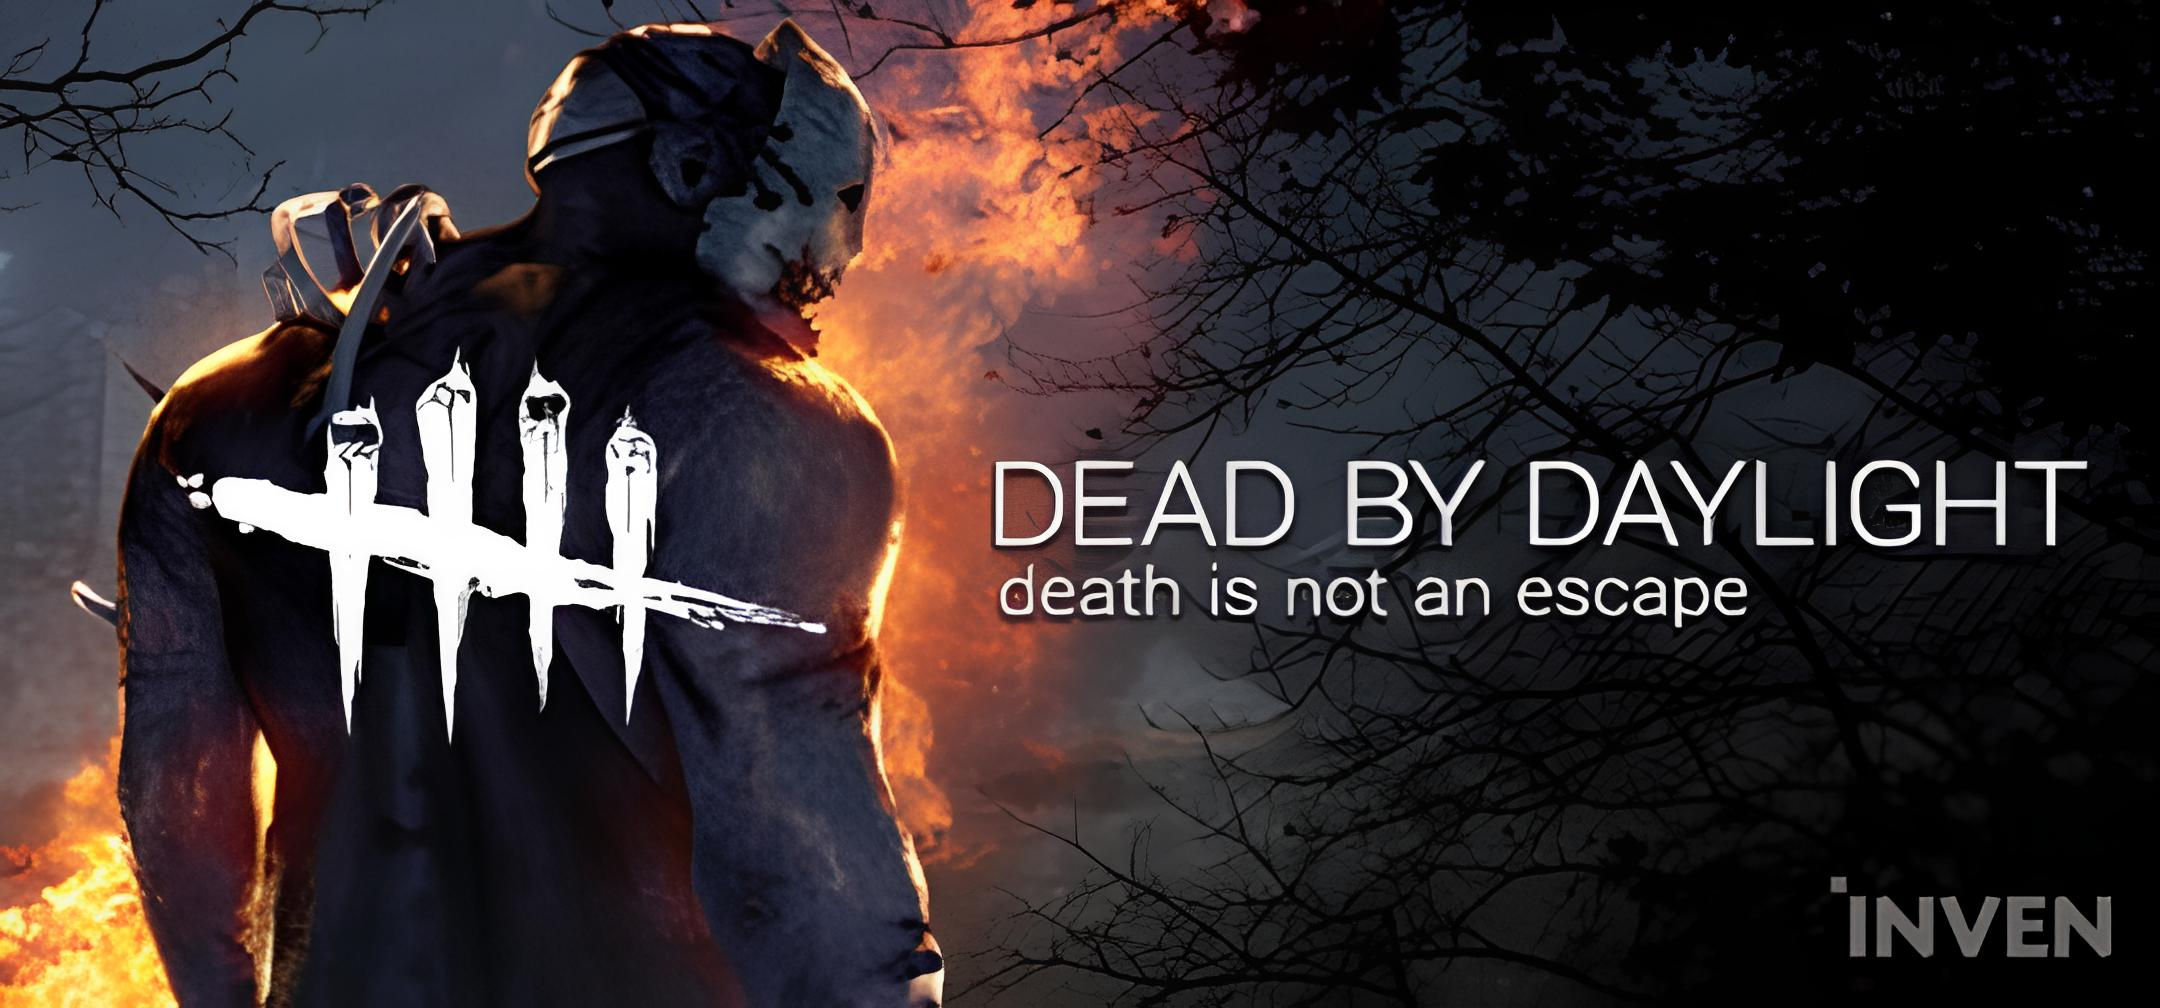 DEAD BY DAYLIGHT
death is not an escape
iNVEN